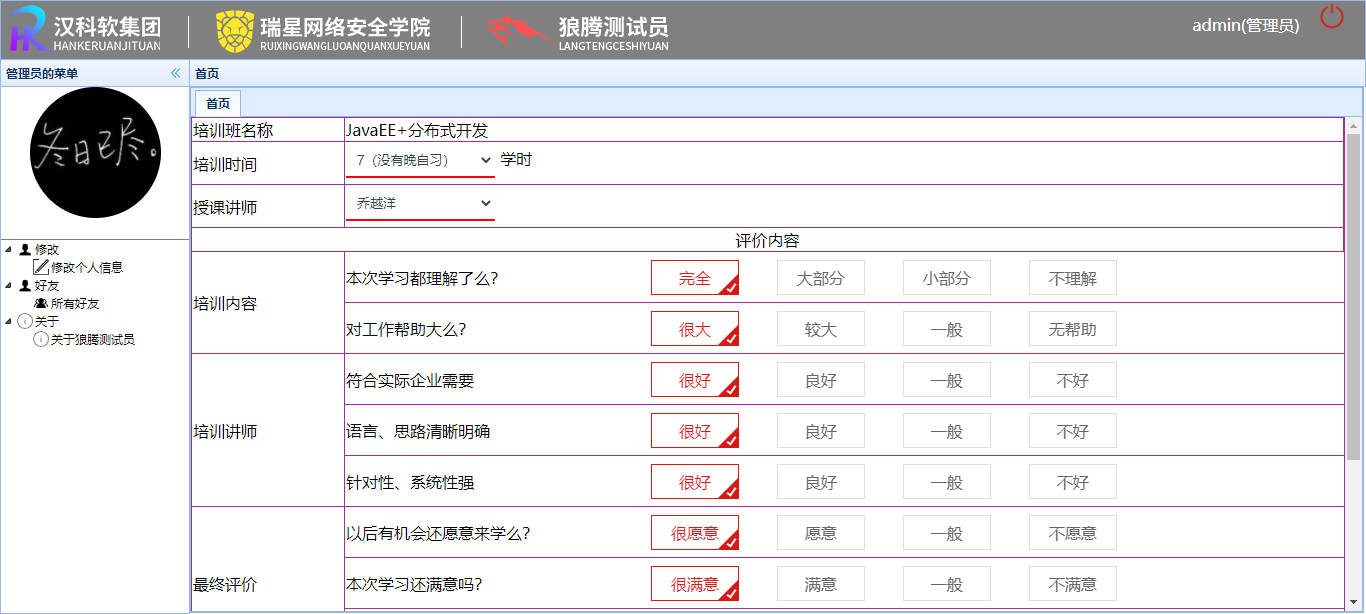 汉科软集团
HANKERUANJITUAN
瑞星网络安全学院
RUIXINGWANGLUOANQUANXUEYUAN
狼腾测试员
LANGTENGCESHIYUAN
admin(管理员)
管理员的菜单
首页
冬日已尽。
修改
修改个人信息
好友
所有好友
关于
关于狼腾测试员
首页
培训班名称 JavaEE+分布式开发
培训时间 7（没有晚自习） 学时
授课讲师 乔越洋
评价内容
培训内容
本次学习都理解了么? 完全 大部分 小部分 不理解
对工作帮助大么? 很大 较大 一般 无帮助
培训讲师
符合实际企业需要 很好 良好 一般 不好
语言、思路清晰明确 很好 良好 一般 不好
针对性、系统性强 很好 良好 一般 不好
最终评价
以后有机会还愿意来学么? 很愿意 愿意 一般 不愿意
本次学习还满意吗? 很满意 满意 一般 不满意